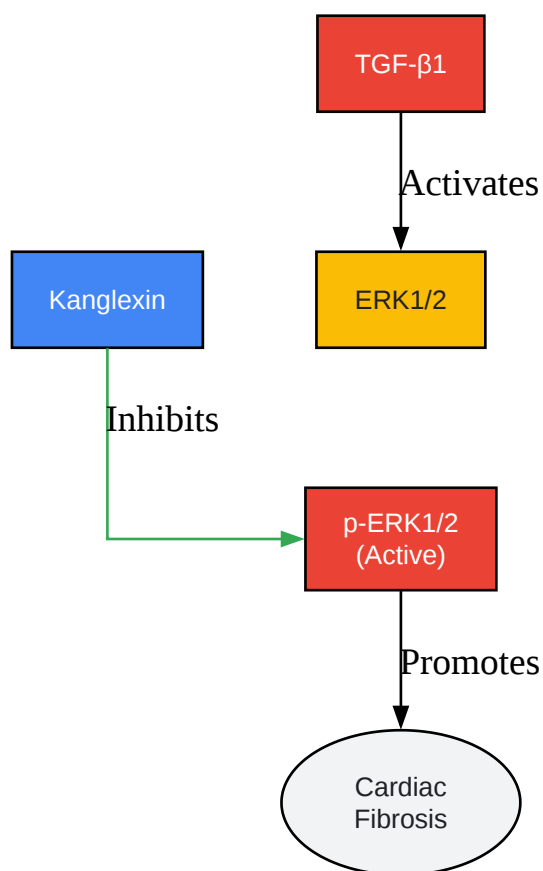 TGF-β1
Activates
Kanglexin
ERK1/2
Inhibits
p-ERK1/2
(Active)
Promotes
Cardiac
Fibrosis